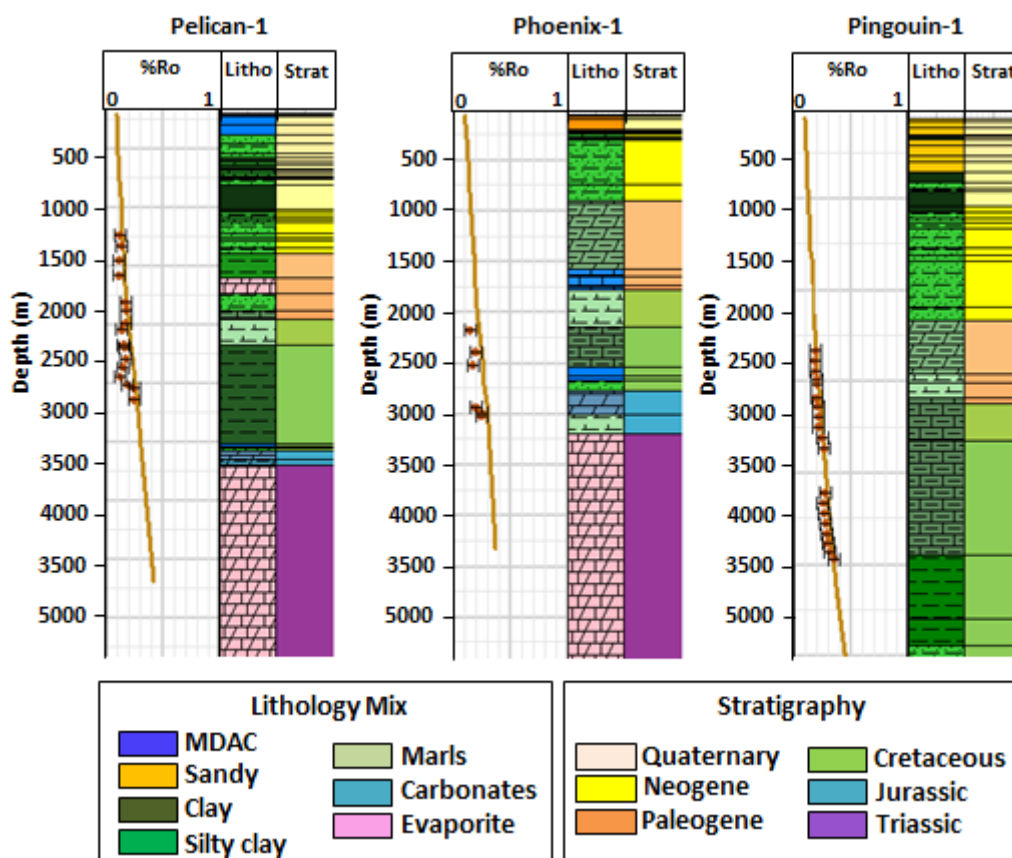 Pelican-1
%Ro
Litho
Strat
0
1
500
1000
1500
2000
2500
3000
3500
4000
5000
Depth (m)
Phoenix-1
%Ro
Litho
Strat
0
1
500
1000
1500
2000
2500
3000
3500
4000
5000
Depth (m)
Pingouin-1
%Ro
Litho
Strat
0
1
500
1000
1500
2000
2500
3000
3500
4000
3500
5000
Depth (m)
Lithology Mix
MDAC
Sandy
Clay
Silty clay
Marls
Carbonates
Evaporite
Stratigraphy
Quaternary
Neogene
Paleogene
Cretaceous
Jurassic
Triassic